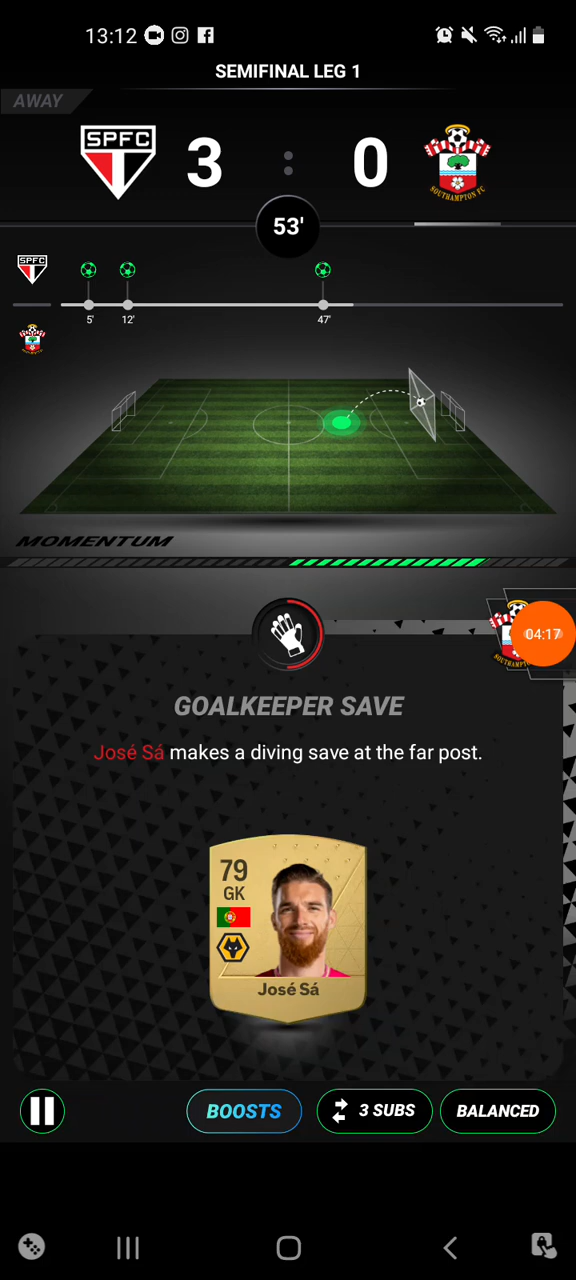 13:12
SEMIFINAL LEG 1
AWAY
SPFC
3 : 0
SOUTHAMPTON FC
53'
SPFC
5' 12' 47'
MOMENTUM
04:17
GOALKEEPER SAVE
José Sá makes a diving save at the far post.
79
GK
José Sá
BOOSTS
3 SUBS
BALANCED